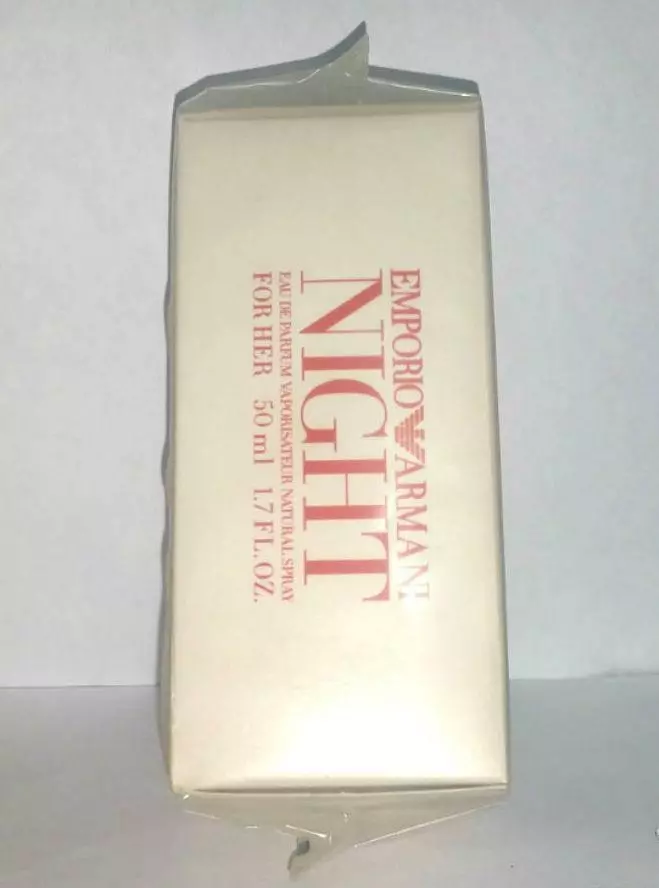 EMPORIO ARMANI
NIGHT
EAU DE PARFUM VAPORISATEUR NATURAL SPRAY
FOR HER 50 ml 1.7 FL. OZ.